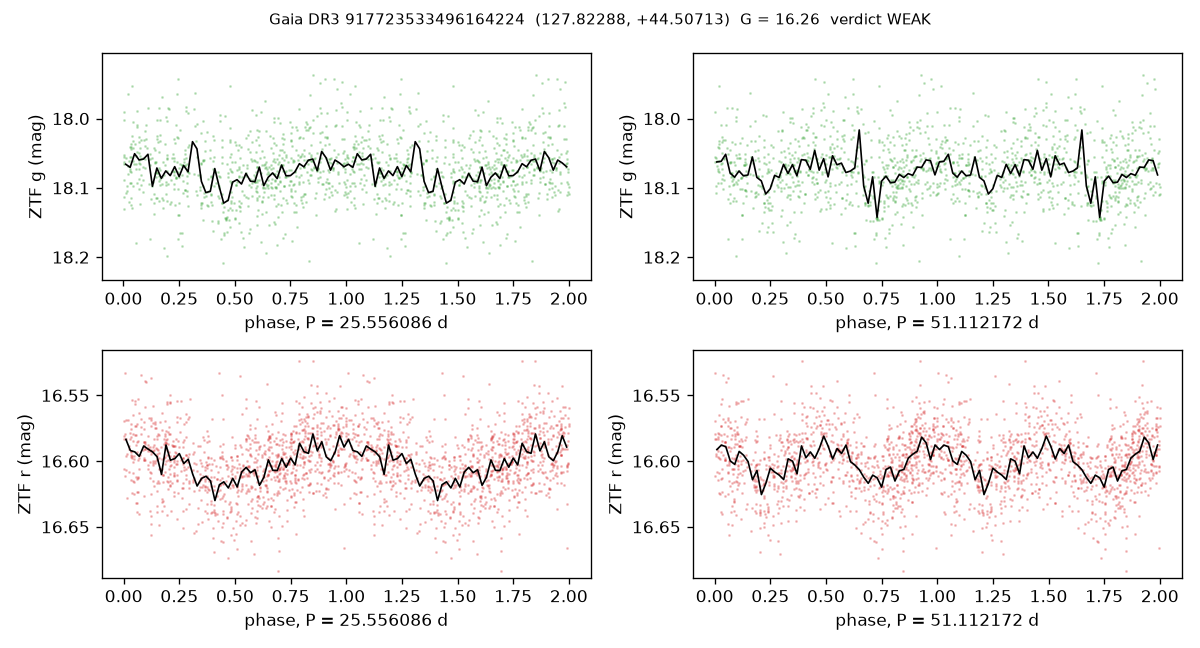 Gaia DR3 917723533496164224  (127.82288, +44.50713)  G = 16.26  verdict WEAK
ZTF g (mag)
18.0
18.1
18.2
0.00 0.25 0.50 0.75 1.00 1.25 1.50 1.75 2.00
phase, P = 25.556086 d
ZTF g (mag)
18.0
18.1
18.2
0.00 0.25 0.50 0.75 1.00 1.25 1.50 1.75 2.00
phase, P = 51.112172 d
ZTF r (mag)
16.55
16.60
16.65
0.00 0.25 0.50 0.75 1.00 1.25 1.50 1.75 2.00
phase, P = 25.556086 d
ZTF r (mag)
16.55
16.60
16.65
0.00 0.25 0.50 0.75 1.00 1.25 1.50 1.75 2.00
phase, P = 51.112172 d